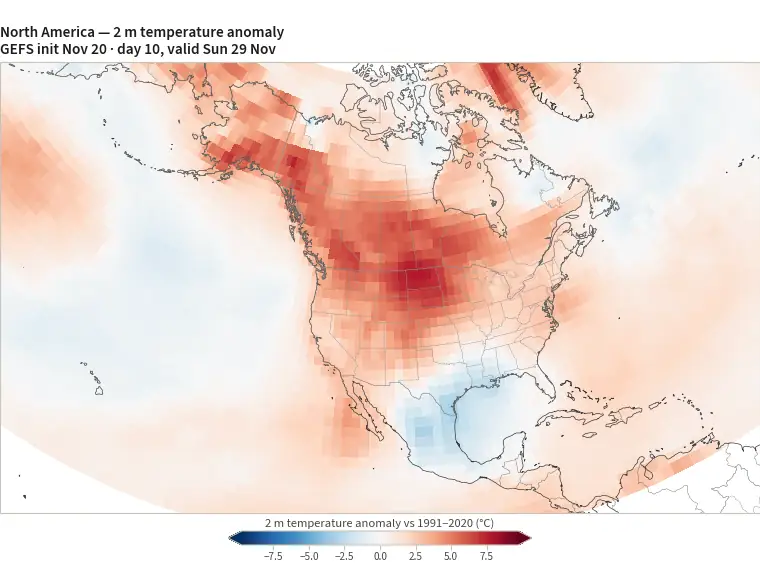 North America — 2 m temperature anomaly
GEFS init Nov 20 · day 10, valid Sun 29 Nov
2 m temperature anomaly vs 1991–2020 (°C)
−7.5 −5.0 −2.5 0.0 2.5 5.0 7.5